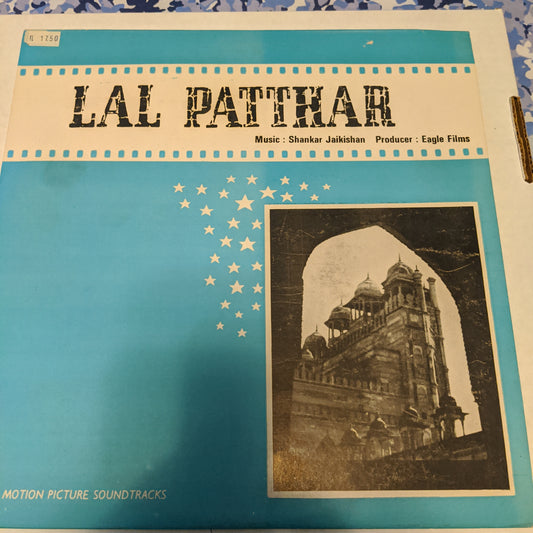 1750
LAL PATTHAR
Music : Shankar Jaikishan Producer : Eagle Films
MOTION PICTURE SOUNDTRACKS